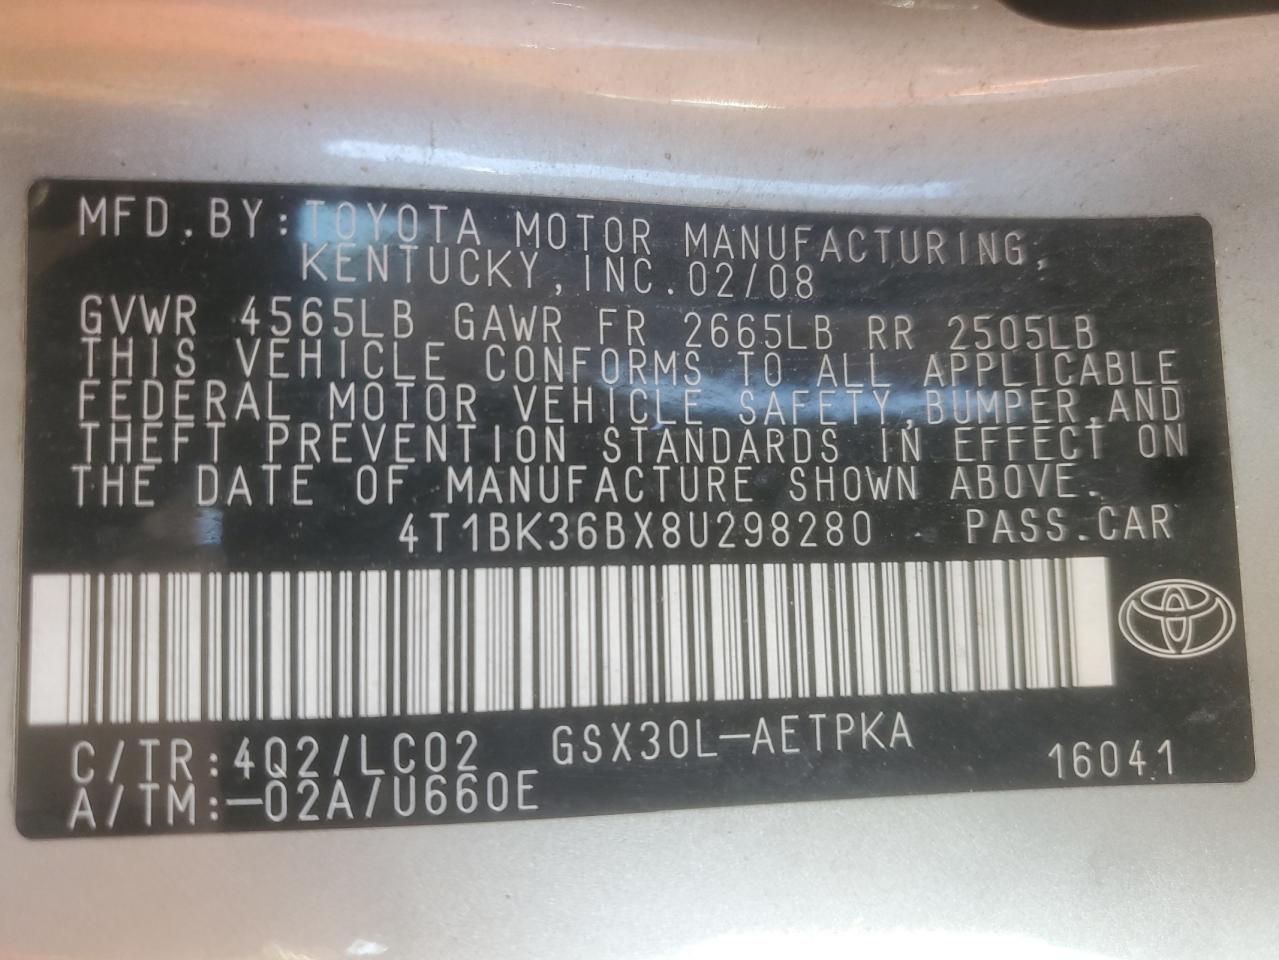 MFD.BY:TOYOTA MOTOR MANUFACTURING,
KENTUCKY,INC.02/08
GVWR 4565LB GAWR FR 2665LB RR 2505LB
THIS VEHICLE CONFORMS TO ALL APPLICABLE
FEDERAL MOTOR VEHICLE SAFETY,BUMPER,AND
THEFT PREVENTION STANDARDS IN EFFECT ON
THE DATE OF MANUFACTURE SHOWN ABOVE.
4T1BK36BX8U298280 PASS.CAR
C/TR:4Q2/LC02 GSX30L-AETPKA 16041
A/TM:-02A/U660E